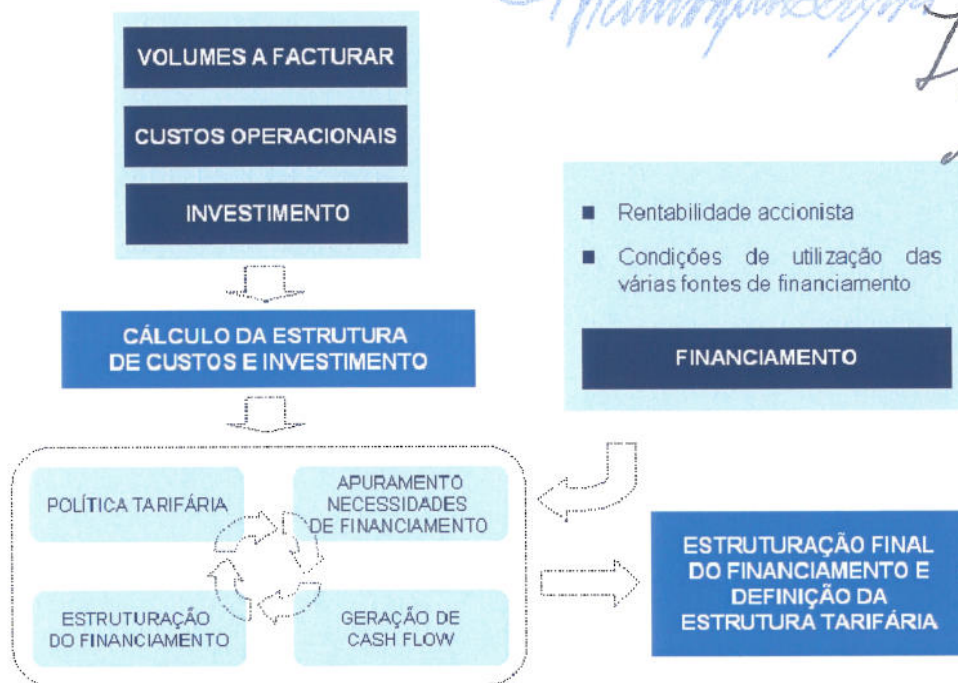 VOLUMES A FACTURAR
CUSTOS OPERACIONAIS
INVESTIMENTO
CÁLCULO DA ESTRUTURA
DE CUSTOS E INVESTIMENTO
■ Rentabilidade accionista
■ Condições de utilização das
várias fontes de financiamento
FINANCIAMENTO
POLÍTICA TARIFÁRIA
APURAMENTO
NECESSIDADES
DE FINANCIAMENTO
ESTRUTURAÇÃO
DO FINANCIAMENTO
GERAÇÃO DE
CASH FLOW
ESTRUTURAÇÃO FINAL
DO FINANCIAMENTO E
DEFINIÇÃO DA
ESTRUTURA TARIFÁRIA